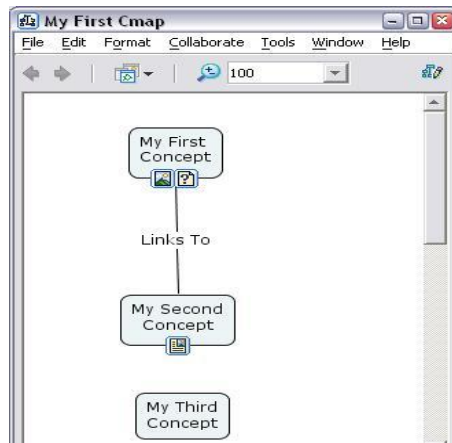 My First Cmap
File Edit Format Collaborate Tools Window Help
100
My First
Concept
Links To
My Second
Concept
My Third
Concept